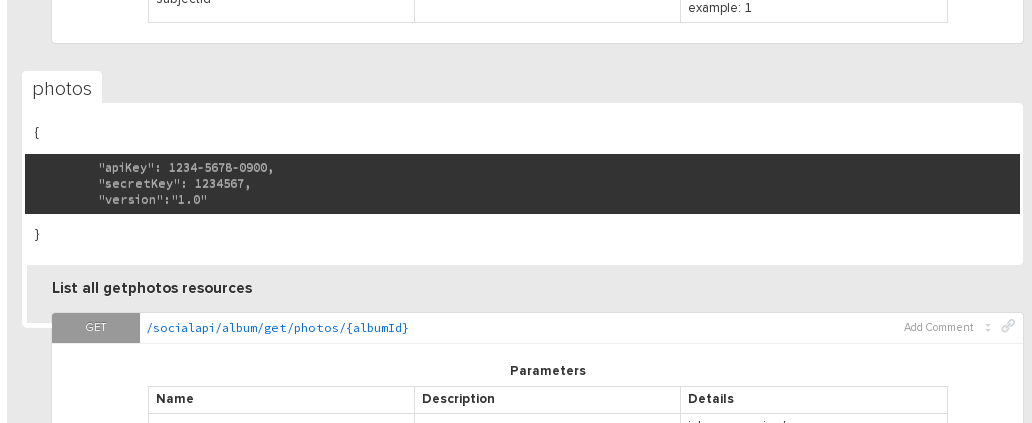 subjectId
example: 1
photos
{
"apiKey": 1234-5678-0900,
"secretKey": 1234567,
"version":"1.0"
}
List all getphotos resources
GET /socialapi/album/get/photos/{albumId} Add Comment
Parameters
Name Description Details